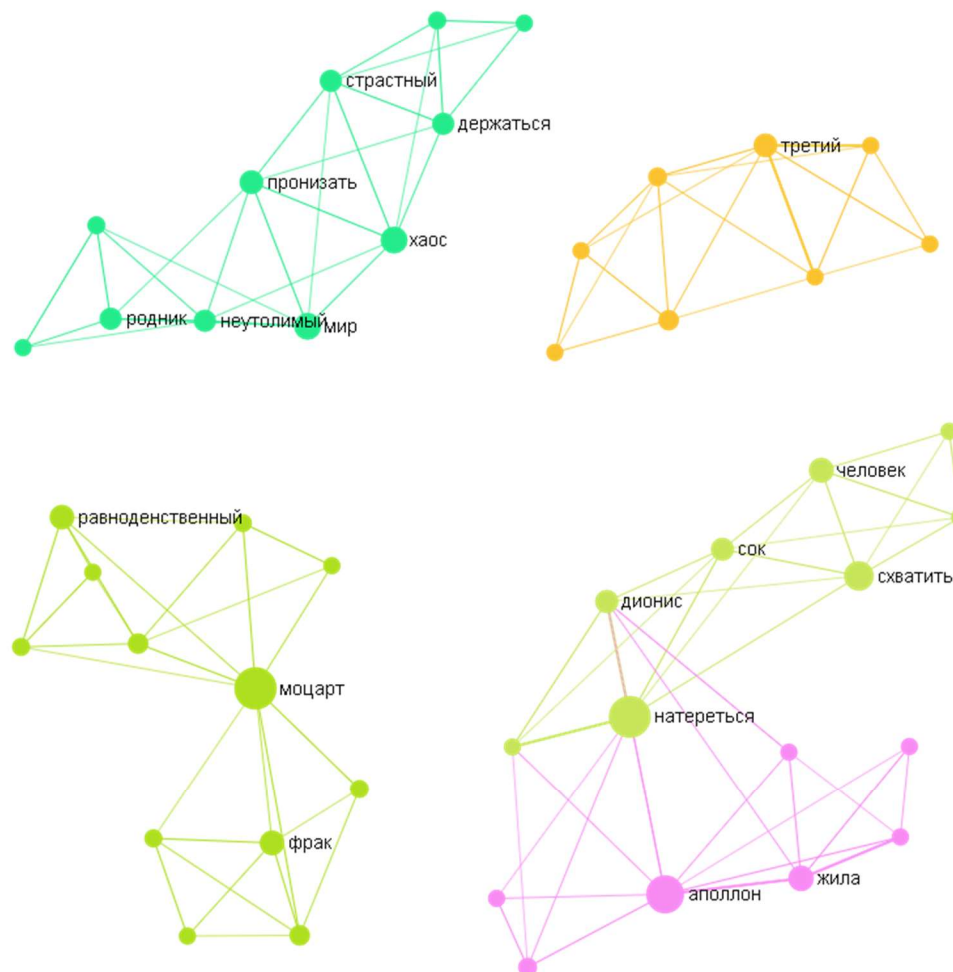 страстный
держаться
третий
пронизать
хаос
родник
неутолимый
мир
человек
равноденственный
сок
схватить
дионис
моцарт
натереться
фрак
жила
аполлон